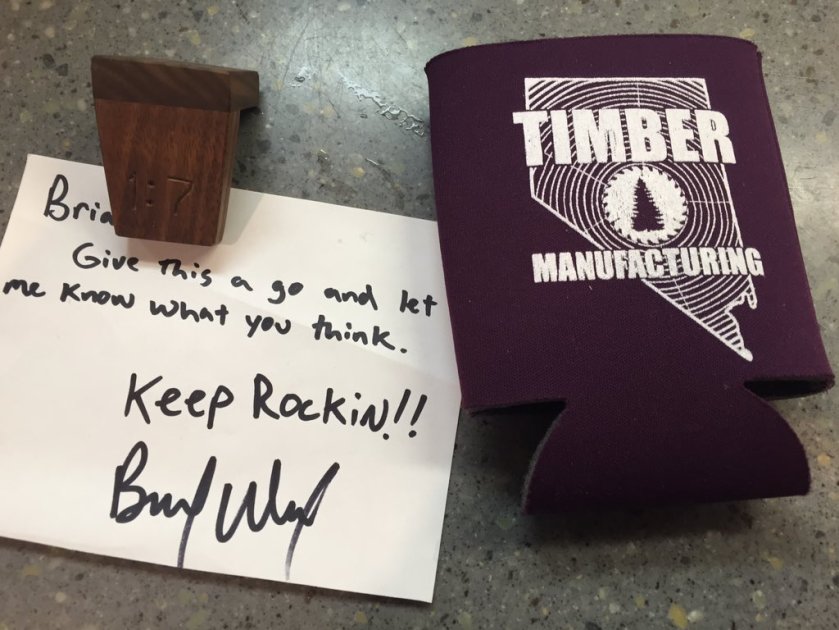 1:7
Bria
Give this a go and let
me know what you think.
Keep Rockin!!
TIMBER
MANUFACTURING